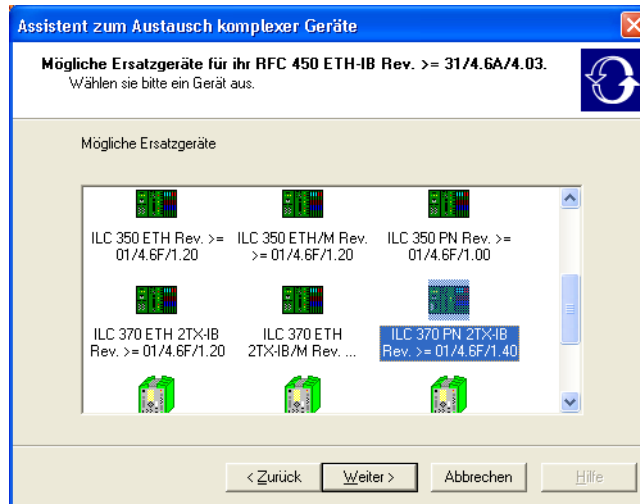 Assistent zum Austausch komplexer Geräte
Mögliche Ersatzgeräte für ihr RFC 450 ETH-IB Rev. >= 31/4.6A/4.03.
Wählen sie bitte ein Gerät aus.
Mögliche Ersatzgeräte
ILC 350 ETH Rev. >= 01/4.6F/1.20
ILC 350 ETH/M Rev. >= 01/4.6F/1.20
ILC 350 PN Rev. >= 01/4.6F/1.00
ILC 370 ETH 2TX-IB Rev. >= 01/4.6F/1.20
ILC 370 ETH 2TX-IB/M Rev. ...
ILC 370 PN 2TX-IB Rev. >= 01/4.6F/1.40
< Zurück Weiter > Abbrechen Hilfe